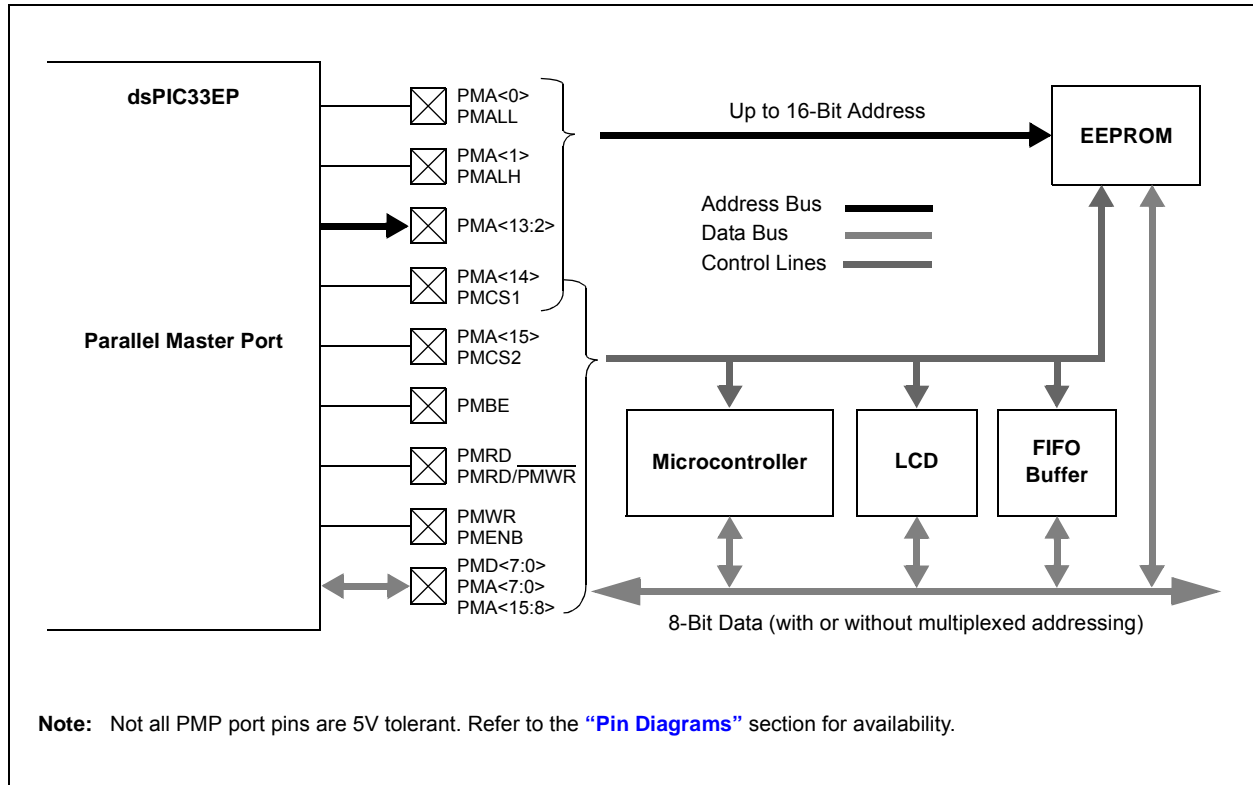 dsPIC33EP
Parallel Master Port
PMA<0>
PMALL
PMA<1>
PMALH
PMA<13:2>
PMA<14>
PMCS1
PMA<15>
PMCS2
PMBE
PMRD
PMRD/PMWR
PMWR
PMENB
PMD<7:0>
PMA<7:0>
PMA<15:8>
Up to 16-Bit Address
EEPROM
Address Bus
Data Bus
Control Lines
Microcontroller
LCD
FIFO
Buffer
8-Bit Data (with or without multiplexed addressing)
Note: Not all PMP port pins are 5V tolerant. Refer to the “Pin Diagrams” section for availability.